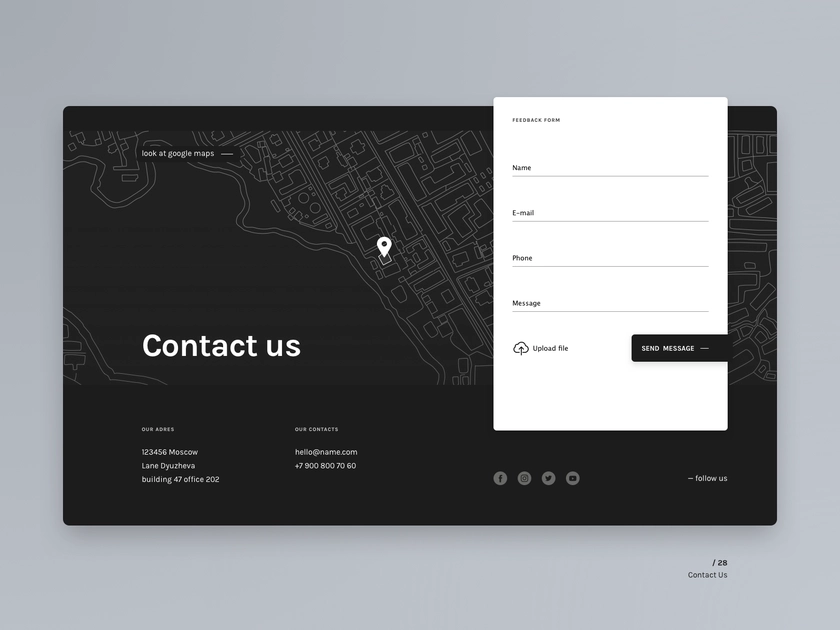 look at google maps
Contact us
FEEDBACK FORM
Name
E-mail
Phone
Message
Upload file
SEND MESSAGE
OUR ADRES
123456 Moscow
Lane Dyuzheva
building 47 office 202
OUR CONTACTS
hello@name.com
+7 900 800 70 60
— follow us
/ 28
Contact Us